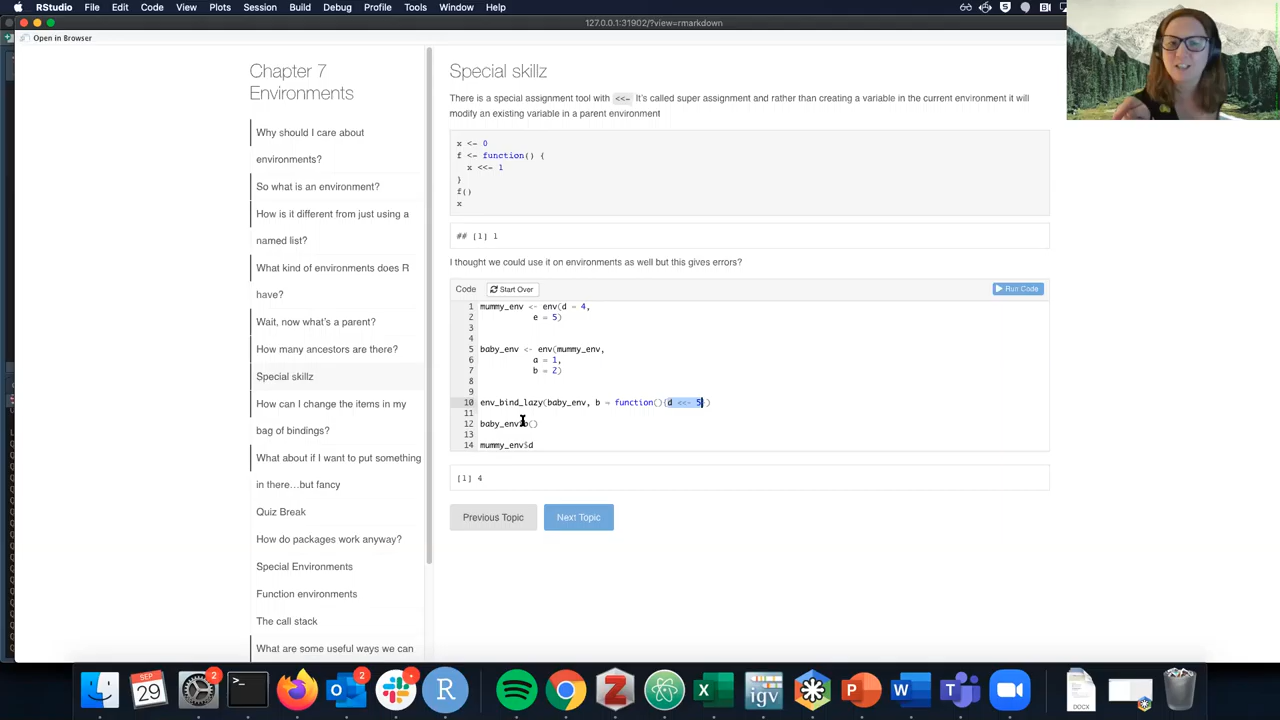 RStudio File Edit Code View Plots Session Build Debug Profile Tools Window Help
127.0.0.1:31902/?view=rmarkdown
Open in Browser
Chapter 7
Environments
Why should I care about
environments?
So what is an environment?
How is it different from just using a
named list?
What kind of environments does R
have?
Wait, now what's a parent?
How many ancestors are there?
Special skillz
How can I change the items in my
bag of bindings?
What about if I want to put something
in there...but fancy
Quiz Break
How do packages work anyway?
Special Environments
Function environments
The call stack
What are some useful ways we can
Special skillz
There is a special assignment tool with <<- It's called super assignment and rather than creating a variable in the current environment it will
modify an existing variable in a parent environment
x <- 0
f <- function() {
x <<- 1
}
f()
x
## [1] 1
I thought we could use it on environments as well but this gives errors?
Code Start Over Run Code
1 mummy_env <- env(d = 4,
2 e = 5)
3
4
5 baby_env <- env(mummy_env,
6 a = 1,
7 b = 2)
8
9
10 env_bind_lazy(baby_env, b = function(){d <<- 5})
11
12 baby_env$b()
13
14 mummy_env$d
[1] 4
Previous Topic Next Topic
SEP
29
2
2
DOCX